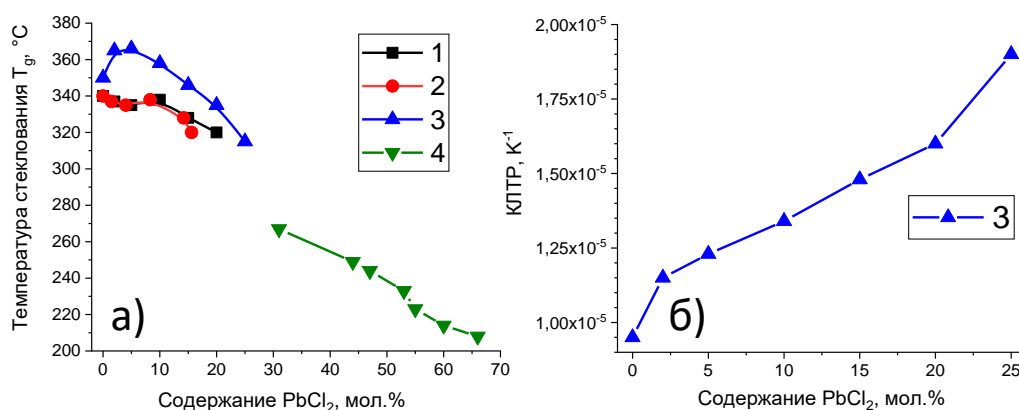 Температура стеклования Tg, °C
380
360
340
320
300
280
260
240
220
200
0 10 20 30 40 50 60 70
Содержание PbCl2, мол.%
1
2
3
4
а)
КЛТР, K-1
2,00x10-5
1,75x10-5
1,50x10-5
1,25x10-5
1,00x10-5
0 5 10 15 20 25
Содержание PbCl2, мол.%
3
б)